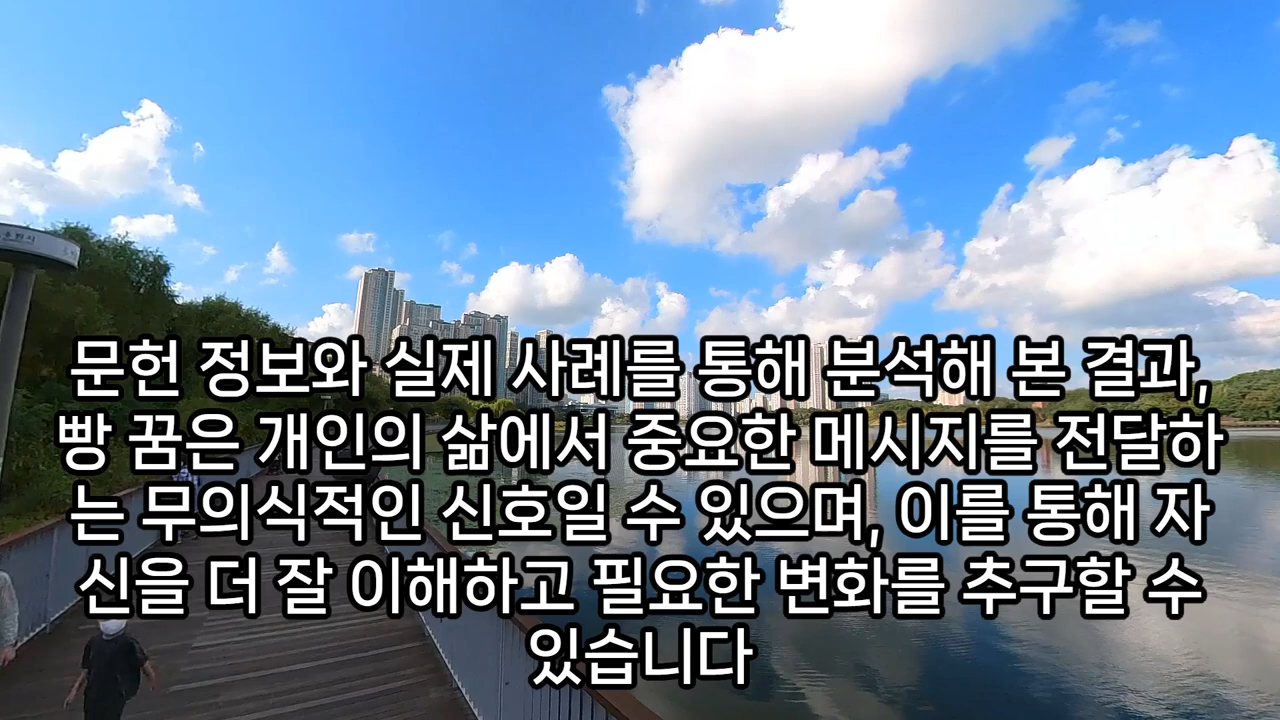 문헌 정보와 실제 사례를 통해 분석해 본 결과,
빵 꿈은 개인의 삶에서 중요한 메시지를 전달하
는 무의식적인 신호일 수 있으며, 이를 통해 자
신을 더 잘 이해하고 필요한 변화를 추구할 수
있습니다